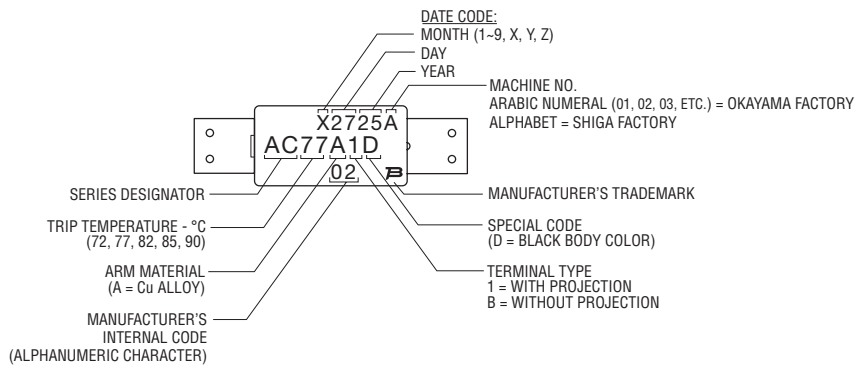 DATE CODE:
MONTH (1~9, X, Y, Z)
DAY
YEAR
MACHINE NO.
ARABIC NUMERAL (01, 02, 03, ETC.) = OKAYAMA FACTORY
ALPHABET = SHIGA FACTORY
X2725A
AC77A1D
02
SERIES DESIGNATOR
MANUFACTURER'S TRADEMARK
TRIP TEMPERATURE - °C
(72, 77, 82, 85, 90)
SPECIAL CODE
(D = BLACK BODY COLOR)
ARM MATERIAL
(A = Cu ALLOY)
TERMINAL TYPE
1 = WITH PROJECTION
B = WITHOUT PROJECTION
MANUFACTURER'S
INTERNAL CODE
(ALPHANUMERIC CHARACTER)